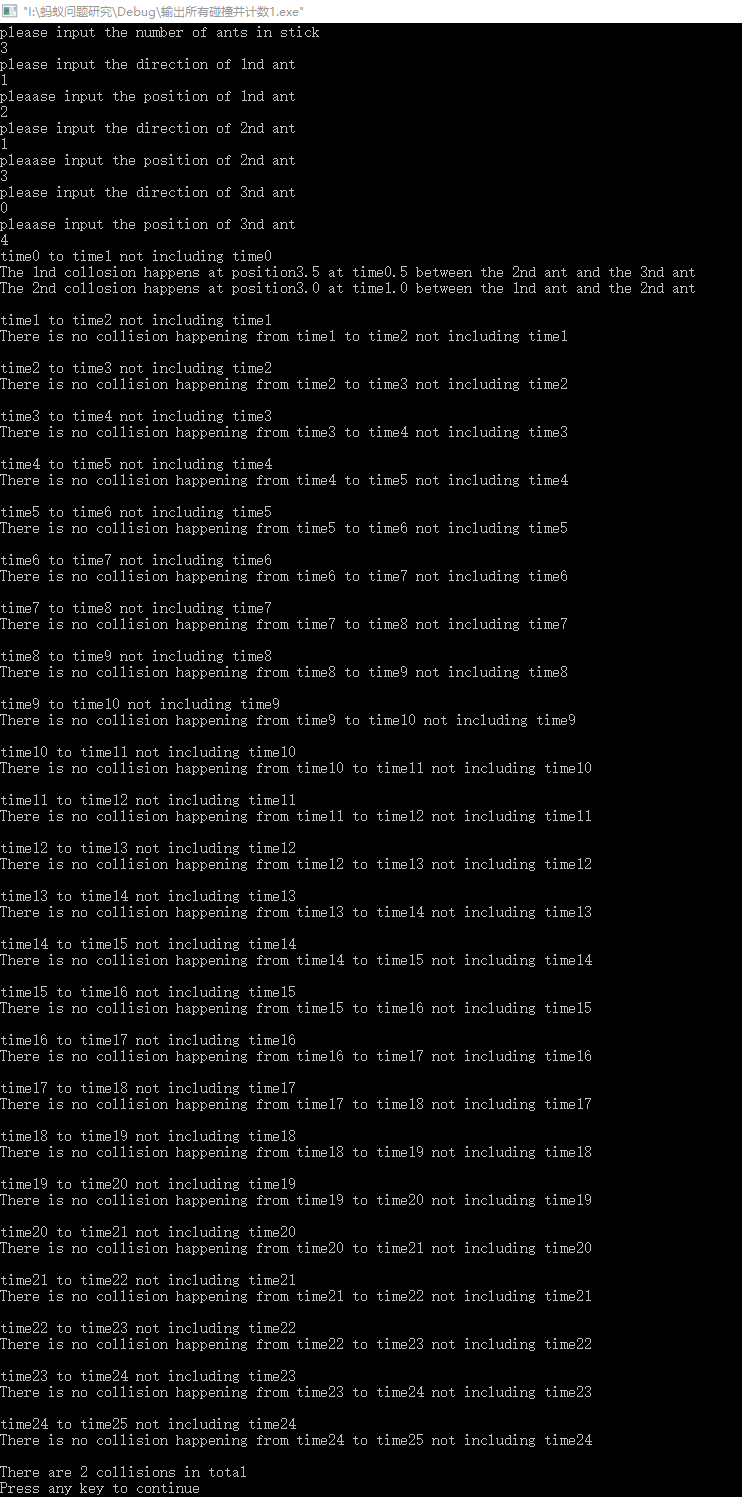 "I:\蚂蚁问题研究\Debug\输出所有碰撞并计数1.exe"
please input the number of ants in stick
3
please input the direction of 1nd ant
1
pleaase input the position of 1nd ant
2
please input the direction of 2nd ant
1
pleaase input the position of 2nd ant
3
please input the direction of 3nd ant
0
pleaase input the position of 3nd ant
4
time0 to time1 not including time0
The 1nd collosion happens at position3.5 at time0.5 between the 2nd ant and the 3nd ant
The 2nd collosion happens at position3.0 at time1.0 between the 1nd ant and the 2nd ant
time1 to time2 not including time1
There is no collision happening from time1 to time2 not including time1
time2 to time3 not including time2
There is no collision happening from time2 to time3 not including time2
time3 to time4 not including time3
There is no collision happening from time3 to time4 not including time3
time4 to time5 not including time4
There is no collision happening from time4 to time5 not including time4
time5 to time6 not including time5
There is no collision happening from time5 to time6 not including time5
time6 to time7 not including time6
There is no collision happening from time6 to time7 not including time6
time7 to time8 not including time7
There is no collision happening from time7 to time8 not including time7
time8 to time9 not including time8
There is no collision happening from time8 to time9 not including time8
time9 to time10 not including time9
There is no collision happening from time9 to time10 not including time9
time10 to time11 not including time10
There is no collision happening from time10 to time11 not including time10
time11 to time12 not including time11
There is no collision happening from time11 to time12 not including time11
time12 to time13 not including time12
There is no collision happening from time12 to time13 not including time12
time13 to time14 not including time13
There is no collision happening from time13 to time14 not including time13
time14 to time15 not including time14
There is no collision happening from time14 to time15 not including time14
time15 to time16 not including time15
There is no collision happening from time15 to time16 not including time15
time16 to time17 not including time16
There is no collision happening from time16 to time17 not including time16
time17 to time18 not including time17
There is no collision happening from time17 to time18 not including time17
time18 to time19 not including time18
There is no collision happening from time18 to time19 not including time18
time19 to time20 not including time19
There is no collision happening from time19 to time20 not including time19
time20 to time21 not including time20
There is no collision happening from time20 to time21 not including time20
time21 to time22 not including time21
There is no collision happening from time21 to time22 not including time21
time22 to time23 not including time22
There is no collision happening from time22 to time23 not including time22
time23 to time24 not including time23
There is no collision happening from time23 to time24 not including time23
time24 to time25 not including time24
There is no collision happening from time24 to time25 not including time24
There are 2 collisions in total
Press any key to continue